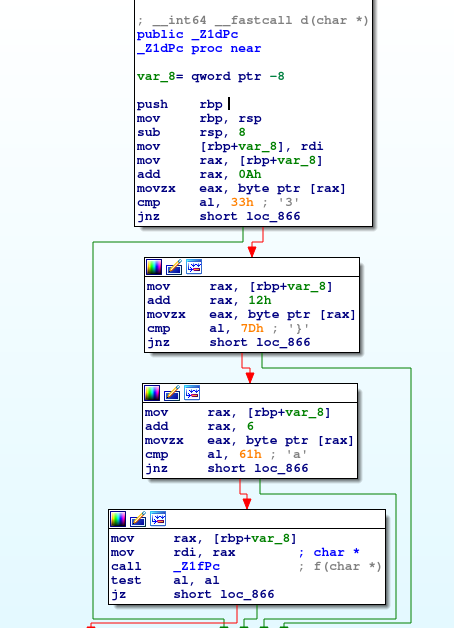 ; __int64 __fastcall d(char *)
public _Z1dPc
_Z1dPc proc near
var_8= qword ptr -8
push rbp
mov rbp, rsp
sub rsp, 8
mov [rbp+var_8], rdi
mov rax, [rbp+var_8]
add rax, 0Ah
movzx eax, byte ptr [rax]
cmp al, 33h ; '3'
jnz short loc_866
mov rax, [rbp+var_8]
add rax, 12h
movzx eax, byte ptr [rax]
cmp al, 7Dh ; '}'
jnz short loc_866
mov rax, [rbp+var_8]
add rax, 6
movzx eax, byte ptr [rax]
cmp al, 61h ; 'a'
jnz short loc_866
mov rax, [rbp+var_8]
mov rdi, rax ; char *
call _Z1fPc ; f(char *)
test al, al
jz short loc_866